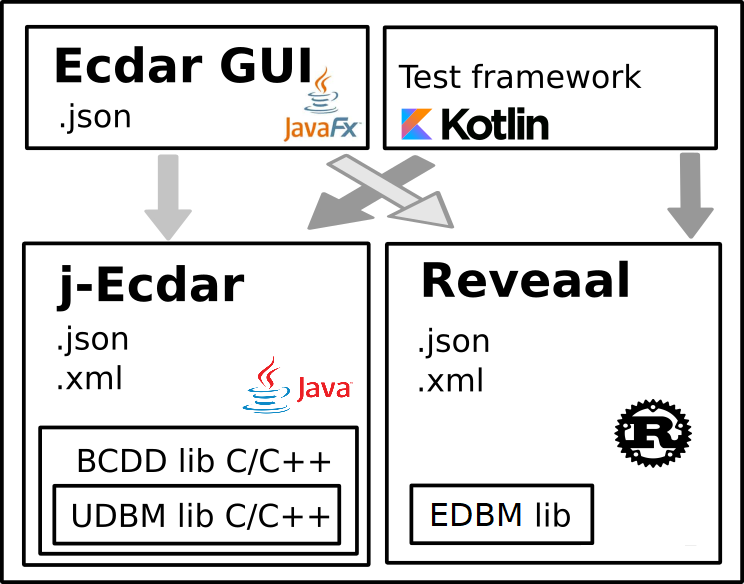 Ecdar GUI
.json
JavaFx
Test framework
Kotlin
j-Ecdar
.json
.xml
Java
BCDD lib C/C++
UDBM lib C/C++
Reveaal
.json
.xml
R
EDBM lib